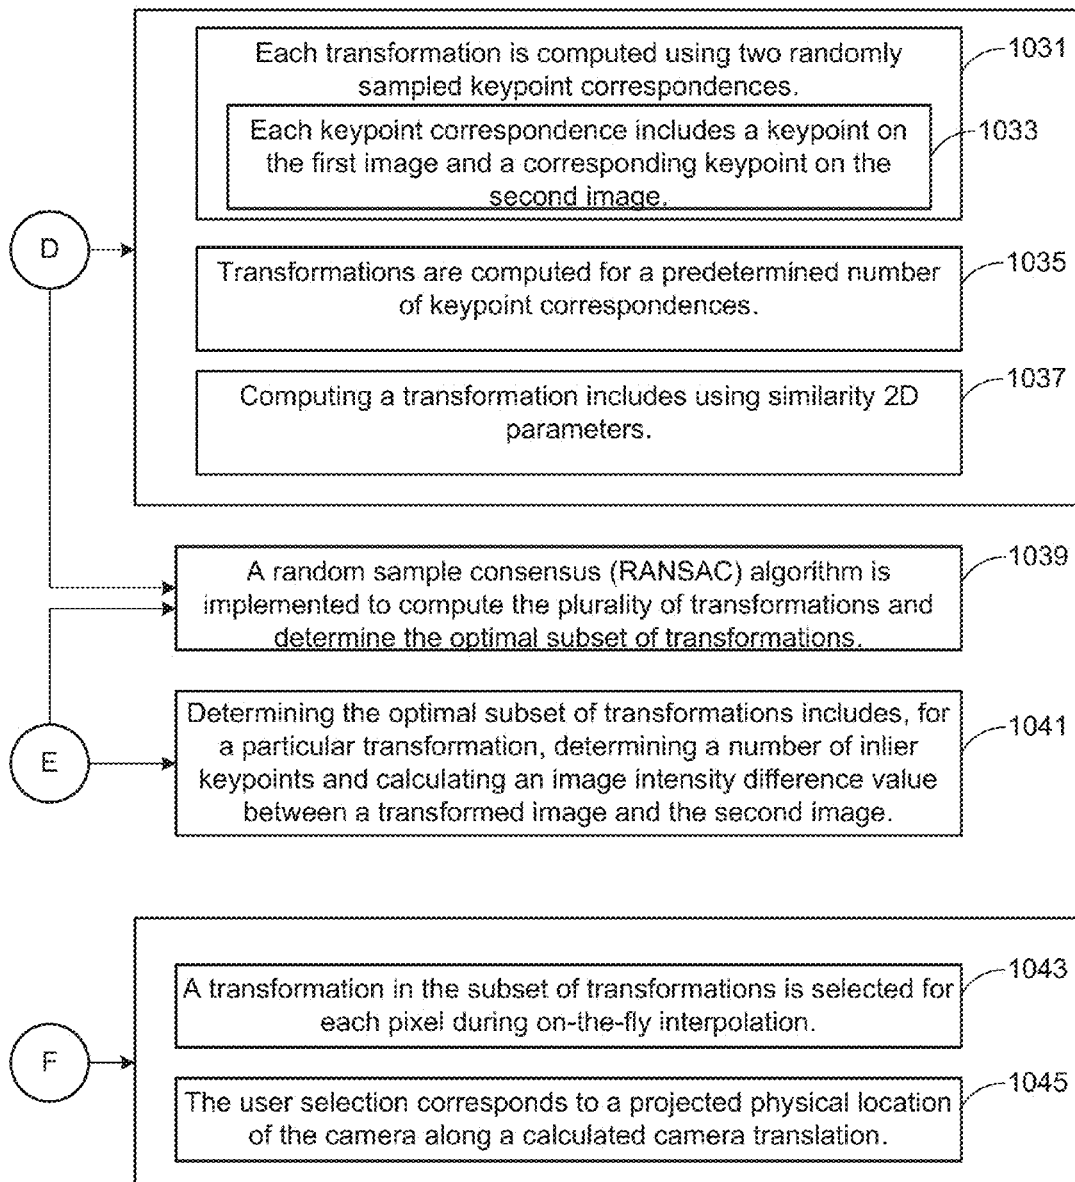 Each transformation is computed using two randomly
sampled keypoint correspondences.
1031
Each keypoint correspondence includes a keypoint on
the first image and a corresponding keypoint on the
second image.
1033
D
Transformations are computed for a predetermined number
of keypoint correspondences.
1035
Computing a transformation includes using similarity 2D
parameters.
1037
A random sample consensus (RANSAC) algorithm is
implemented to compute the plurality of transformations and
determine the optimal subset of transformations.
1039
E
Determining the optimal subset of transformations includes, for
a particular transformation, determining a number of inlier
keypoints and calculating an image intensity difference value
between a transformed image and the second image.
1041
F
A transformation in the subset of transformations is selected for
each pixel during on-the-fly interpolation.
1043
The user selection corresponds to a projected physical location
of the camera along a calculated camera translation.
1045